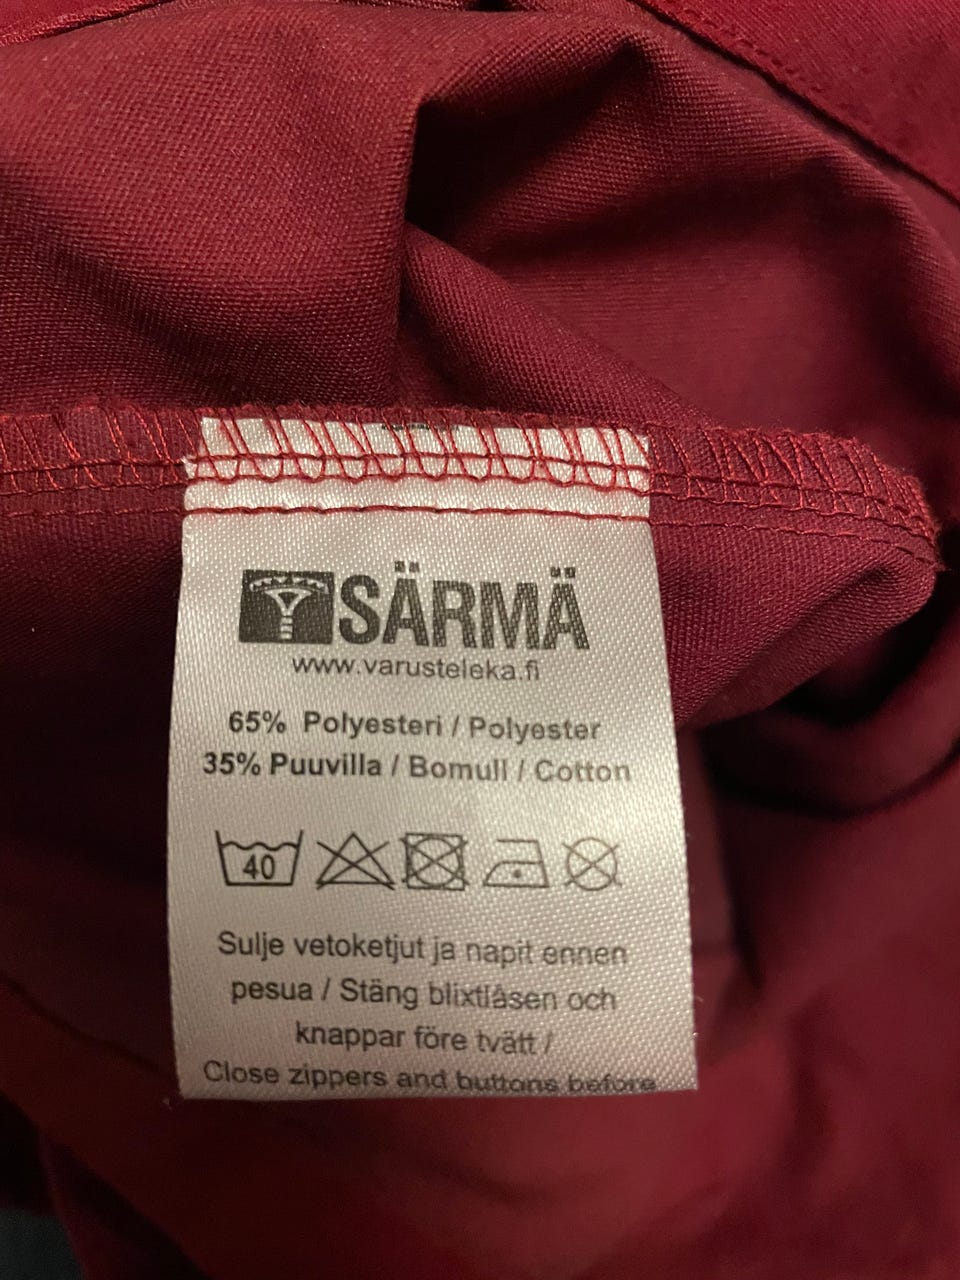 SÄRMÄ
www.varusteleka.fi
65% Polyesteri / Polyester
35% Puuvilla / Bomull / Cotton
40
Sulje vetoketjut ja napit ennen
pesua / Stäng blixtlåsen och
knappar före tvätt /
Close zippers and buttons before